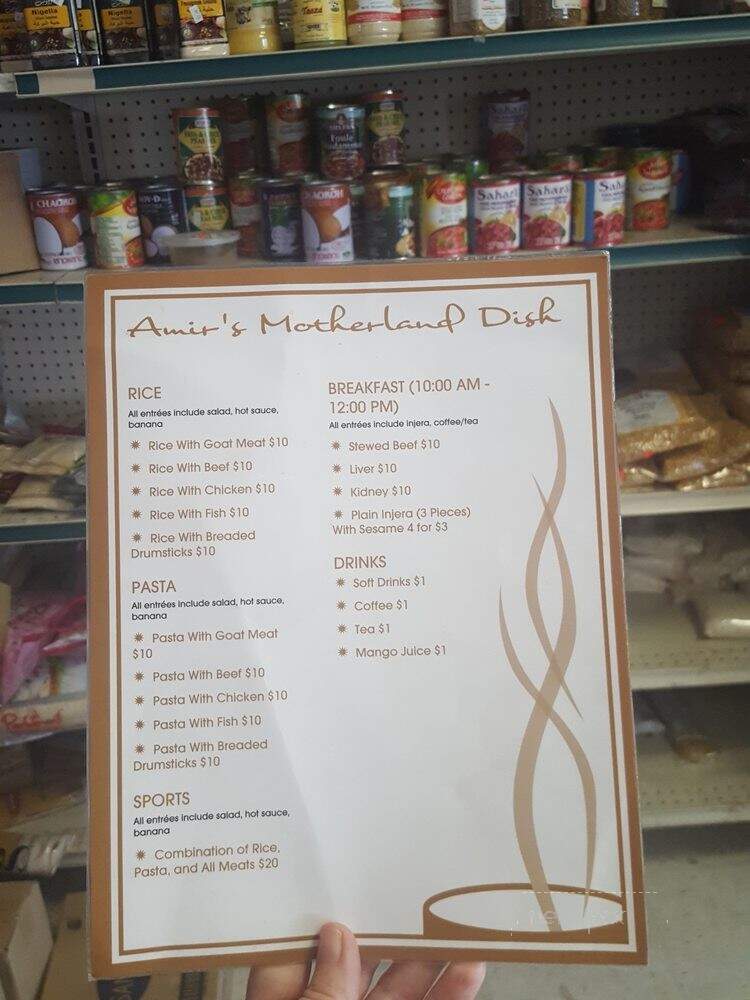 Nigella
Nigella
CHAOKOH
CHAOKOH
Foule
Sahara
Sahara
Sahara
Amir's Motherland Dish
RICE
All entrées include salad, hot sauce,
banana
Rice With Goat Meat $10
Rice With Beef $10
Rice With Chicken $10
Rice With Fish $10
Rice With Breaded
Drumsticks $10
PASTA
All entrées include salad, hot sauce,
banana
Pasta With Goat Meat
$10
Pasta With Beef $10
Pasta With Chicken $10
Pasta With Fish $10
Pasta With Breaded
Drumsticks $10
SPORTS
All entrées include salad, hot sauce,
banana
Combination of Rice,
Pasta, and All Meats $20
BREAKFAST (10:00 AM -
12:00 PM)
All entrées include injera, coffee/tea
Stewed Beef $10
Liver $10
Kidney $10
Plain Injera (3 Pieces)
With Sesame 4 for $3
DRINKS
Soft Drinks $1
Coffee $1
Tea $1
Mango Juice $1